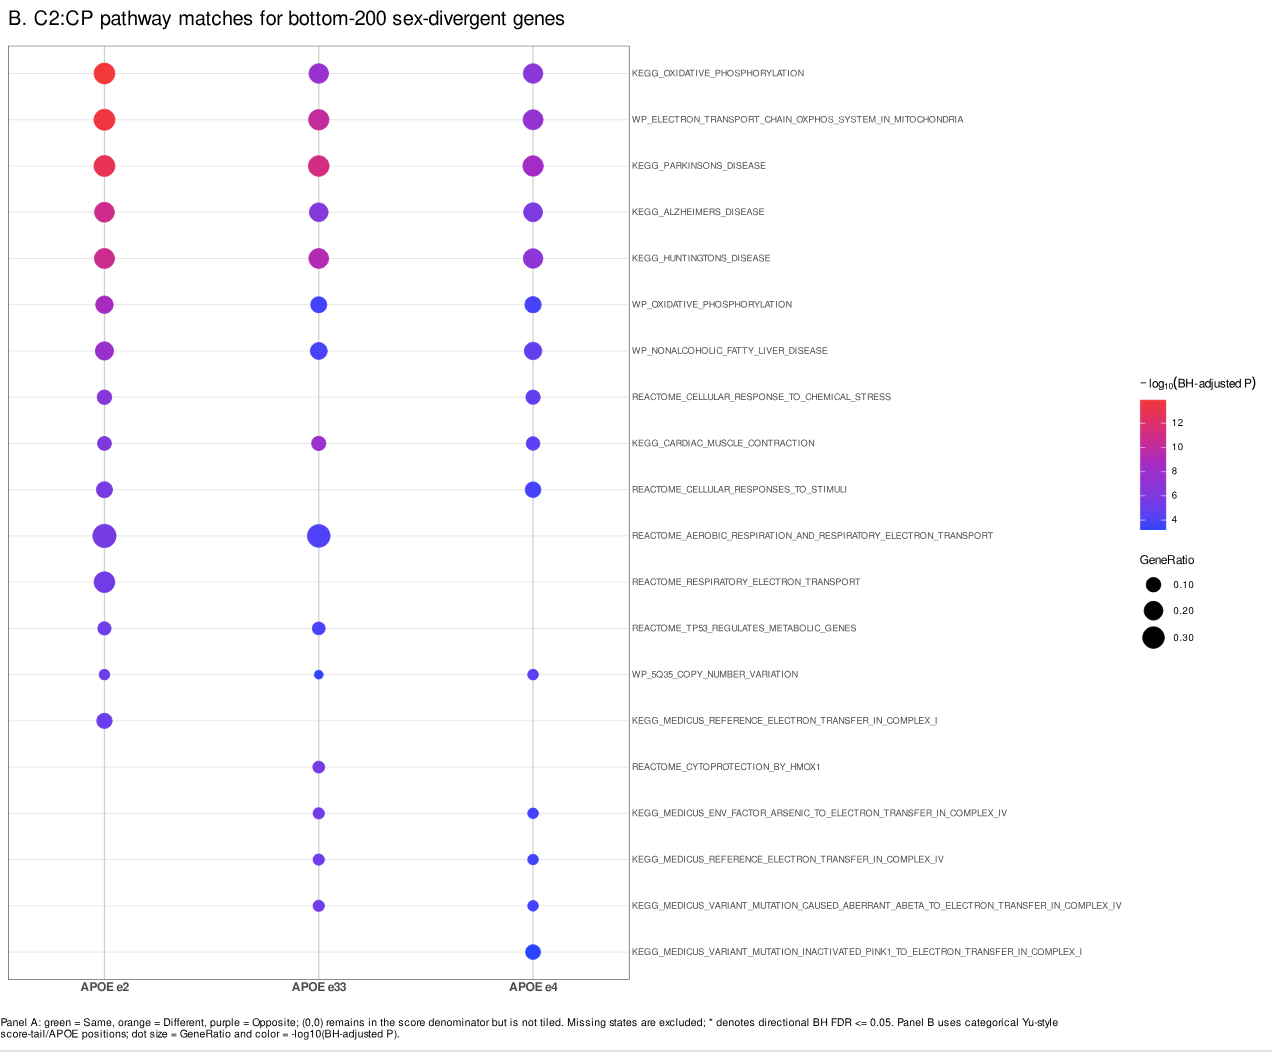 B. C2:CP pathway matches for bottom-200 sex-divergent genes
KEGG_OXIDATIVE_PHOSPHORYLATION
WP_ELECTRON_TRANSPORT_CHAIN_OXPHOS_SYSTEM_IN_MITOCHONDRIA
KEGG_PARKINSONS_DISEASE
KEGG_ALZHEIMERS_DISEASE
KEGG_HUNTINGTONS_DISEASE
WP_OXIDATIVE_PHOSPHORYLATION
WP_NONALCOHOLIC_FATTY_LIVER_DISEASE
REACTOME_CELLULAR_RESPONSE_TO_CHEMICAL_STRESS
KEGG_CARDIAC_MUSCLE_CONTRACTION
REACTOME_CELLULAR_RESPONSES_TO_STIMULI
REACTOME_AEROBIC_RESPIRATION_AND_RESPIRATORY_ELECTRON_TRANSPORT
REACTOME_RESPIRATORY_ELECTRON_TRANSPORT
REACTOME_TP53_REGULATES_METABOLIC_GENES
WP_5Q35_COPY_NUMBER_VARIATION
KEGG_MEDICUS_REFERENCE_ELECTRON_TRANSFER_IN_COMPLEX_I
REACTOME_CYTOPROTECTION_BY_HMOX1
KEGG_MEDICUS_ENV_FACTOR_ARSENIC_TO_ELECTRON_TRANSFER_IN_COMPLEX_IV
KEGG_MEDICUS_REFERENCE_ELECTRON_TRANSFER_IN_COMPLEX_IV
KEGG_MEDICUS_VARIANT_MUTATION_CAUSED_ABERRANT_ABETA_TO_ELECTRON_TRANSFER_IN_COMPLEX_IV
KEGG_MEDICUS_VARIANT_MUTATION_INACTIVATED_PINK1_TO_ELECTRON_TRANSFER_IN_COMPLEX_I
APOE e2
APOE e33
APOE e4
− log10(BH-adjusted P)
12
10
8
6
4
GeneRatio
0.10
0.20
0.30
Panel A: green = Same, orange = Different, purple = Opposite; (0,0) remains in the score denominator but is not tiled. Missing states are excluded; * denotes directional BH FDR <= 0.05. Panel B uses categorical Yu-style
score-tail/APOE positions; dot size = GeneRatio and color = -log10(BH-adjusted P).